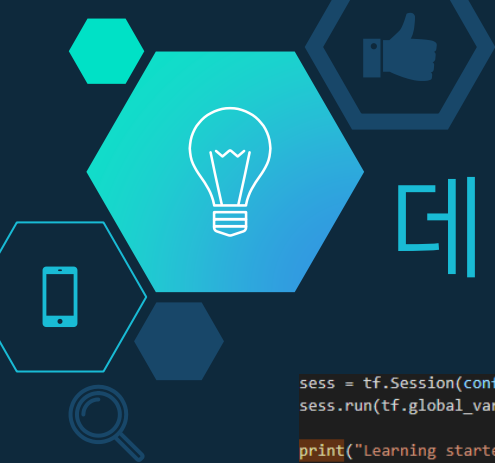 데
sess = tf.Session(conf
sess.run(tf.global_var
print("Learning starte